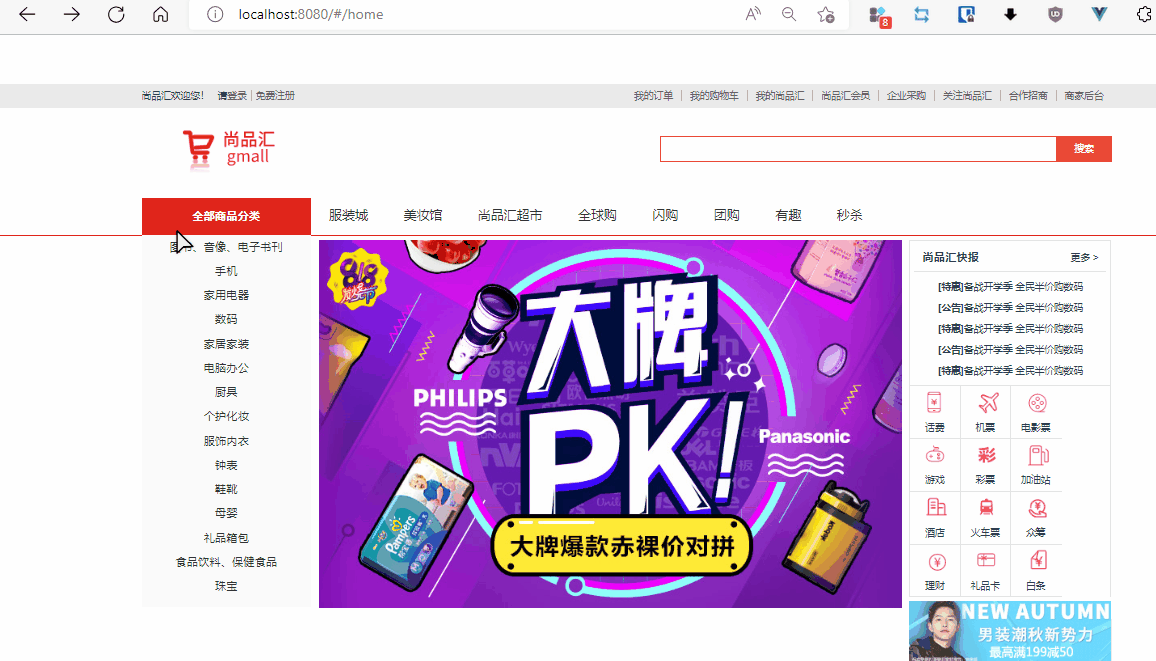 localhost:8080/#/home
8
尚品汇欢迎您! 请登录 免费注册
我的订单 我的购物车 我的尚品汇 尚品汇会员 企业采购 关注尚品汇 合作招商 商家后台
尚品汇
gmall
搜索
全部商品分类 服装城 美妆馆 尚品汇超市 全球购 闪购 团购 有趣 秒杀
音像、电子书刊
手机
家用电器
数码
家居家装
电脑办公
厨具
个护化妆
服饰内衣
钟表
鞋靴
母婴
礼品箱包
食品饮料、保健食品
珠宝
818
大牌
PK!
PHILIPS
Panasonic
Pampers
大牌爆款赤裸价对拼
尚品汇快报 更多 >
[特惠]备战开学季 全民半价购数码
[公告]备战开学季 全民半价购数码
[特惠]备战开学季 全民半价购数码
[公告]备战开学季 全民半价购数码
[特惠]备战开学季 全民半价购数码
话费 机票 电影票
游戏 彩票 加油站
酒店 火车票 众筹
理财 礼品卡 白条
NEW AUTUMN
男装潮秋新势力
最高满199减50